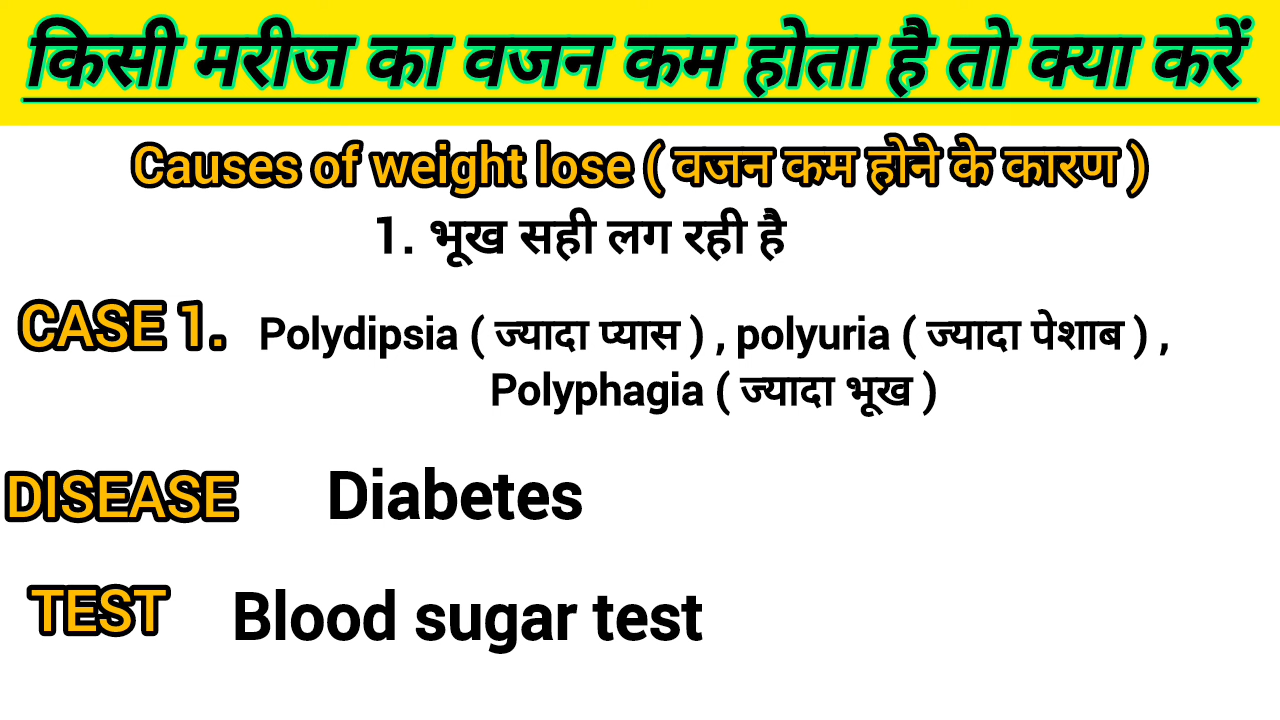 किसी मरीज का वजन कम होता है तो क्या करें
Causes of weight lose ( वजन कम होने के कारण )
1. भूख सही लग रही है
CASE 1. Polydipsia ( ज्यादा प्यास ) , polyuria ( ज्यादा पेशाब ) ,
Polyphagia ( ज्यादा भूख )
DISEASE Diabetes
TEST Blood sugar test